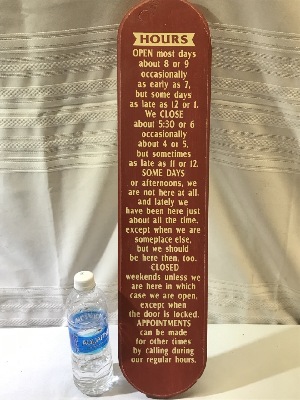 HOURS
OPEN most days
about 8 or 9
occasionally
as early as 7,
but some days
as late as 12 or 1.
We CLOSE
about 5:30 or 6
occasionally
about 4 or 5,
but sometimes
as late as 11 or 12.
SOME DAYS
or afternoons, we
are not here at all
and lately we
have been here just
about all the time,
except when we are
someplace else,
but we should
be here then, too.
CLOSED
weekends unless we
are here in which
case we are open,
except when
the door is locked.
APPOINTMENTS
can be made
for other times
by calling during
our regular hours.